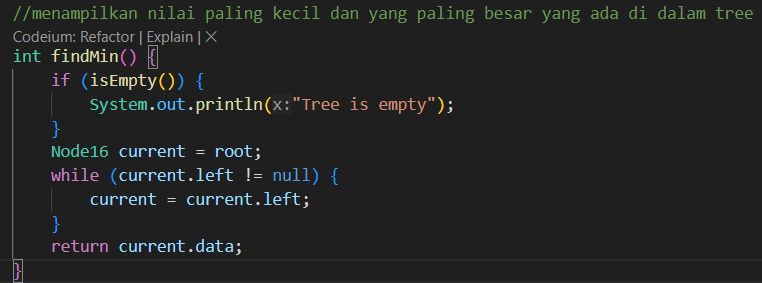 //menampilkan nilai paling kecil dan yang paling besar yang ada di dalam tree
Codeium: Refactor | Explain | ×
int findMin() {
    if (isEmpty()) {
        System.out.println(x:"Tree is empty");
    }
    Node16 current = root;
    while (current.left != null) {
        current = current.left;
    }
    return current.data;
}